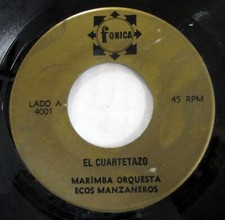 fonica
LADO A
4001
45 RPM
EL CUARTETAZO
MARIMBA ORQUESTA
ECOS MANZANEROS